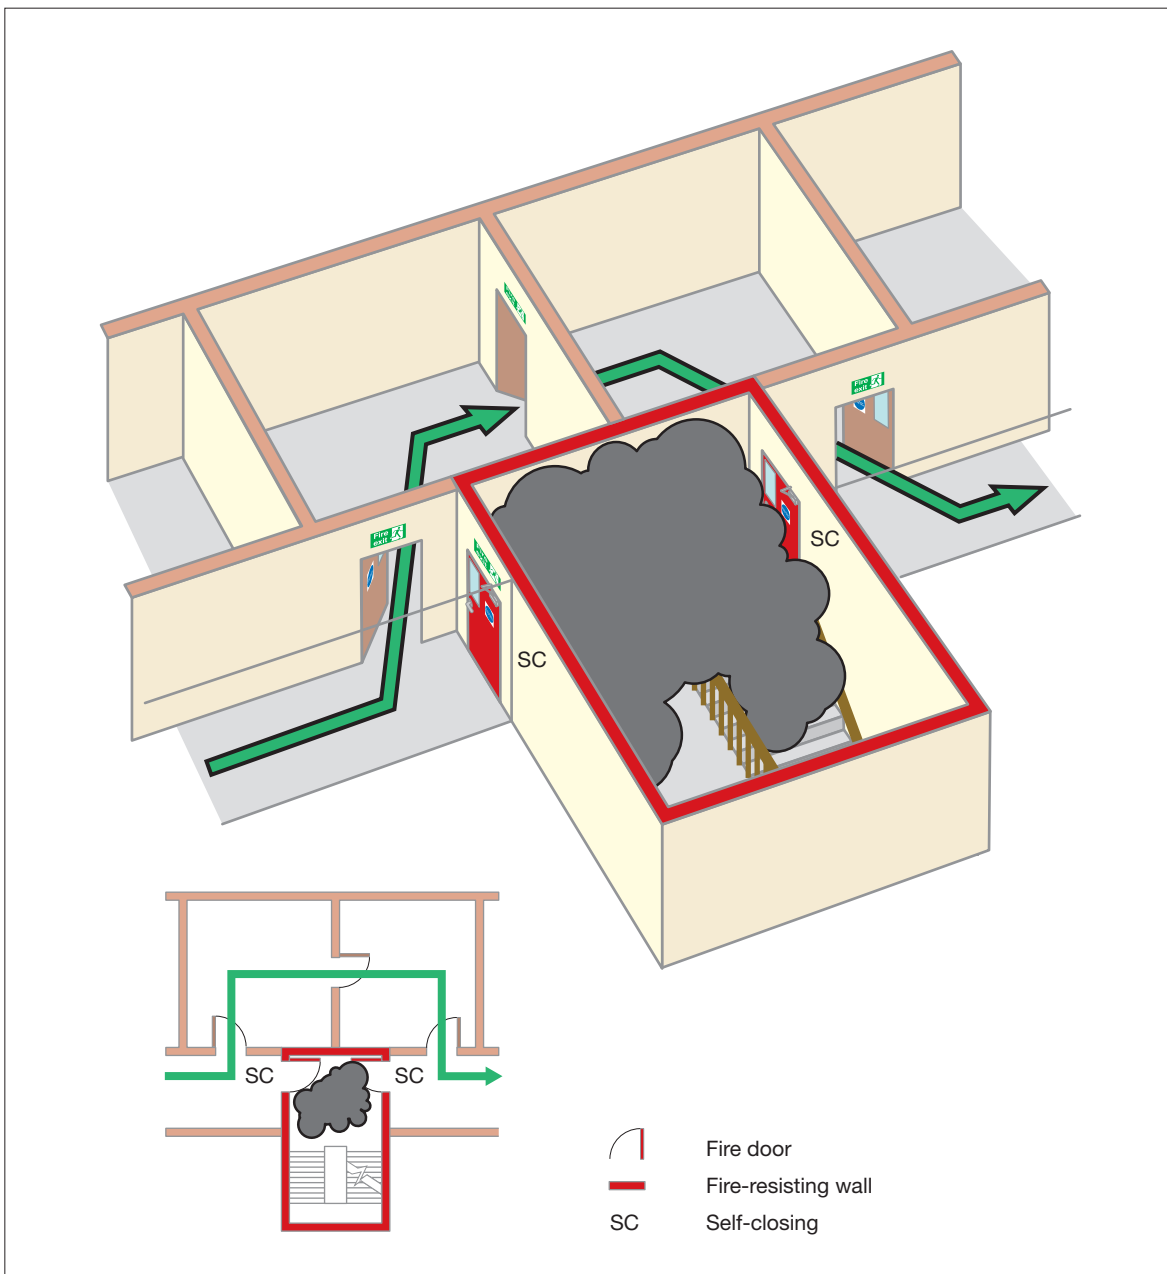 Fire
exit
Fire
exit
SC
SC
SC
SC
Fire door
Fire-resisting wall
SC
Self-closing